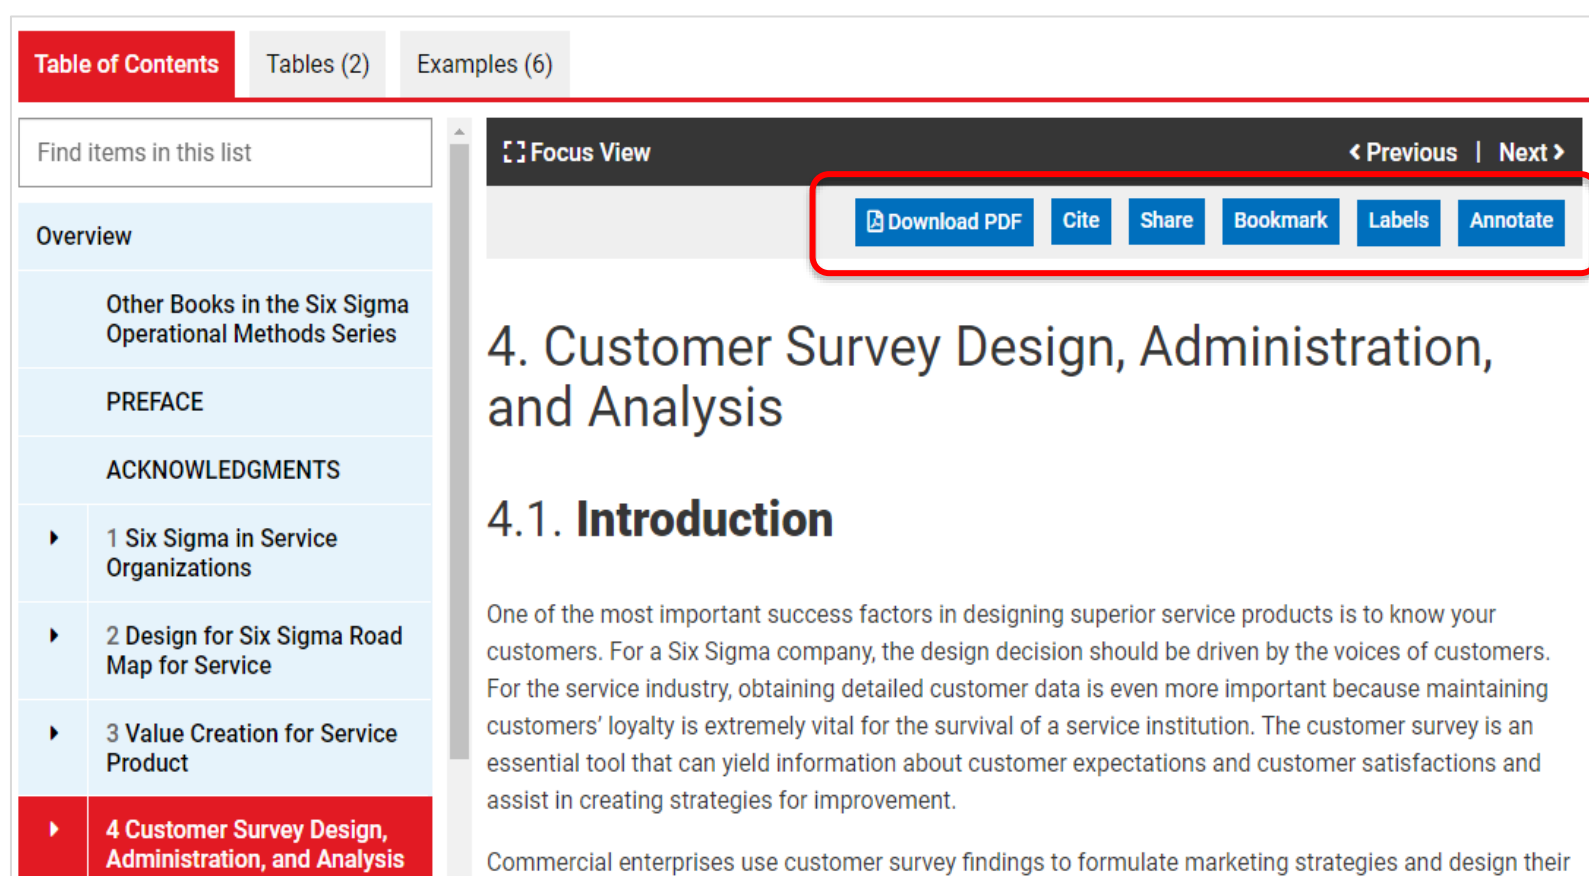 Table of Contents
Tables (2)
Examples (6)
Find items in this list
Overview
Other Books in the Six Sigma
Operational Methods Series
PREFACE
ACKNOWLEDGMENTS
1 Six Sigma in Service
Organizations
2 Design for Six Sigma Road
Map for Service
3 Value Creation for Service
Product
4 Customer Survey Design,
Administration, and Analysis
Focus View
Previous | Next
Download PDF
Cite
Share
Bookmark
Labels
Annotate
4. Customer Survey Design, Administration,
and Analysis
4.1. Introduction
One of the most important success factors in designing superior service products is to know your
customers. For a Six Sigma company, the design decision should be driven by the voices of customers.
For the service industry, obtaining detailed customer data is even more important because maintaining
customers’ loyalty is extremely vital for the survival of a service institution. The customer survey is an
essential tool that can yield information about customer expectations and customer satisfactions and
assist in creating strategies for improvement.
Commercial enterprises use customer survey findings to formulate marketing strategies and design their